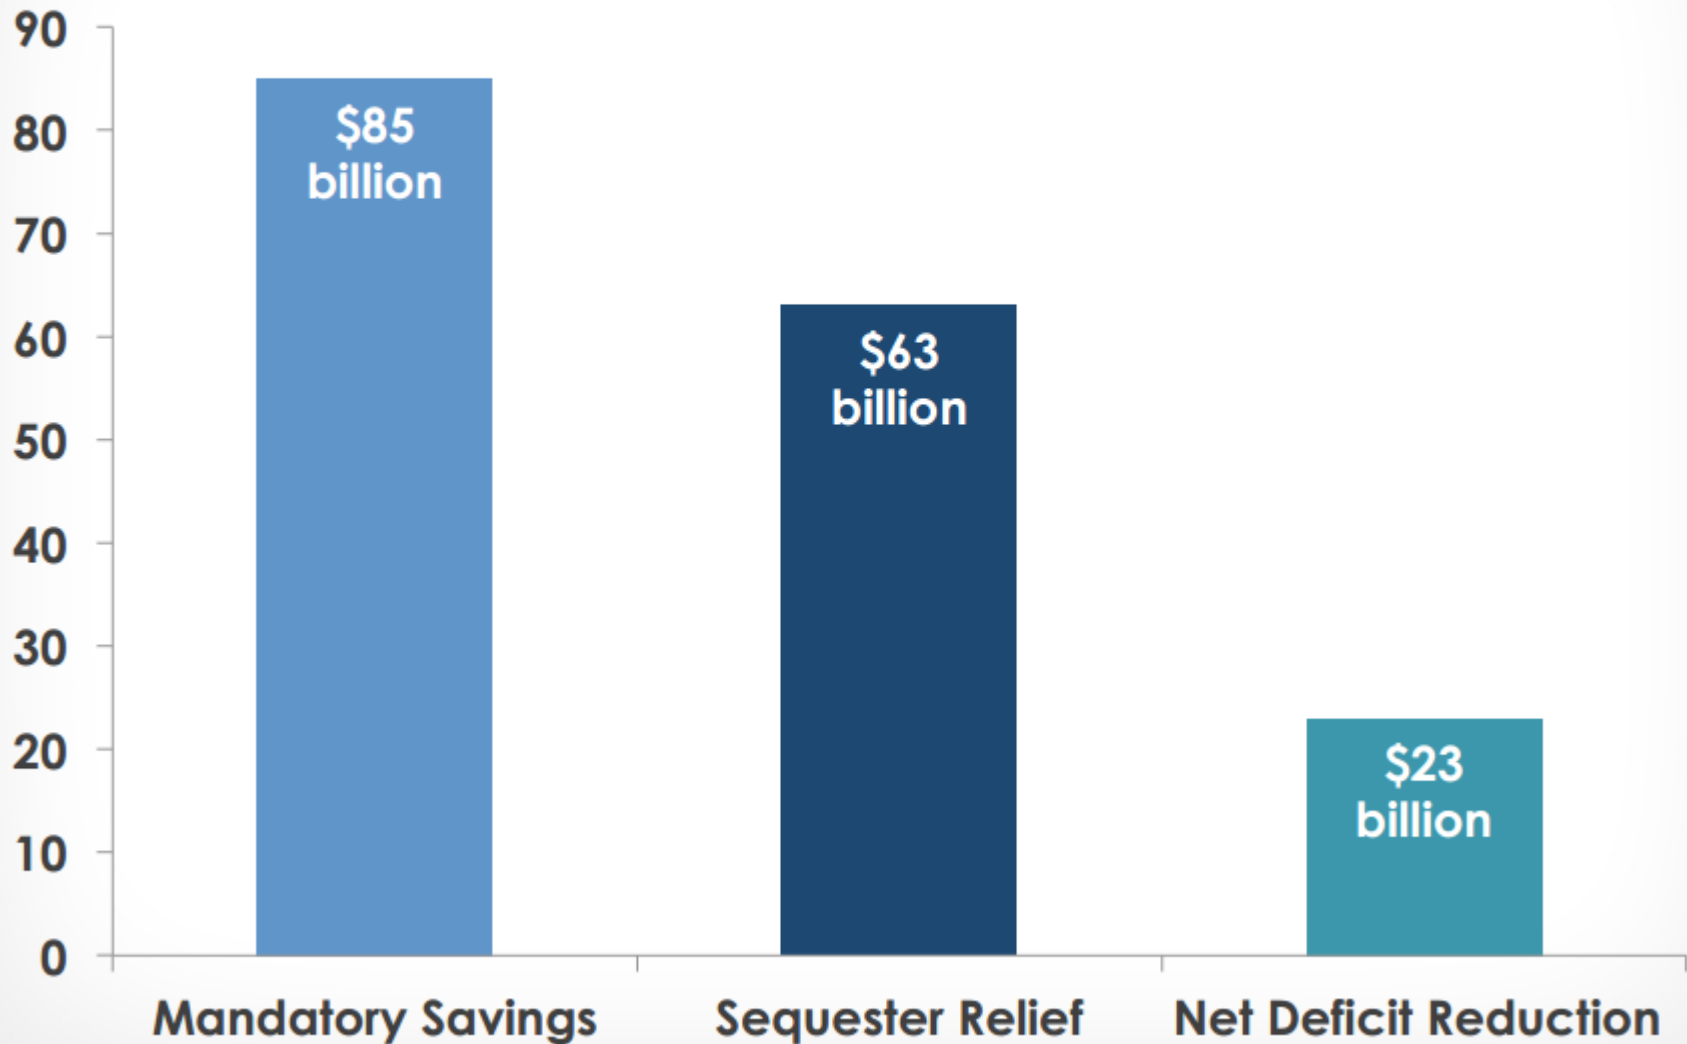 90
80
70
60
50
40
30
20
10
0
$85
billion
$63
billion
$23
billion
Mandatory Savings
Sequester Relief
Net Deficit Reduction